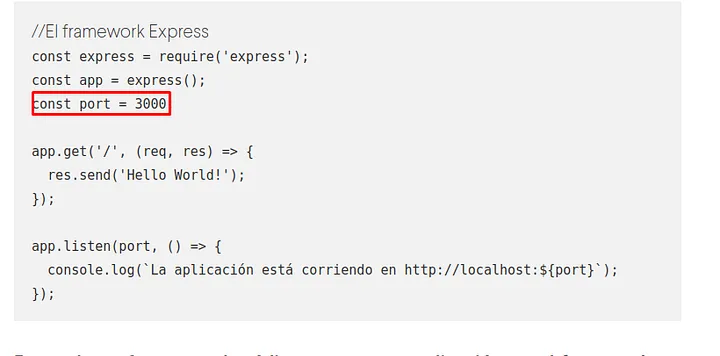 //El framework Express
const express = require('express');
const app = express();
const port = 3000
app.get('/', (req, res) => {
  res.send('Hello World!');
});
app.listen(port, () => {
  console.log(`La aplicación está corriendo en http://localhost:${port}`);
});